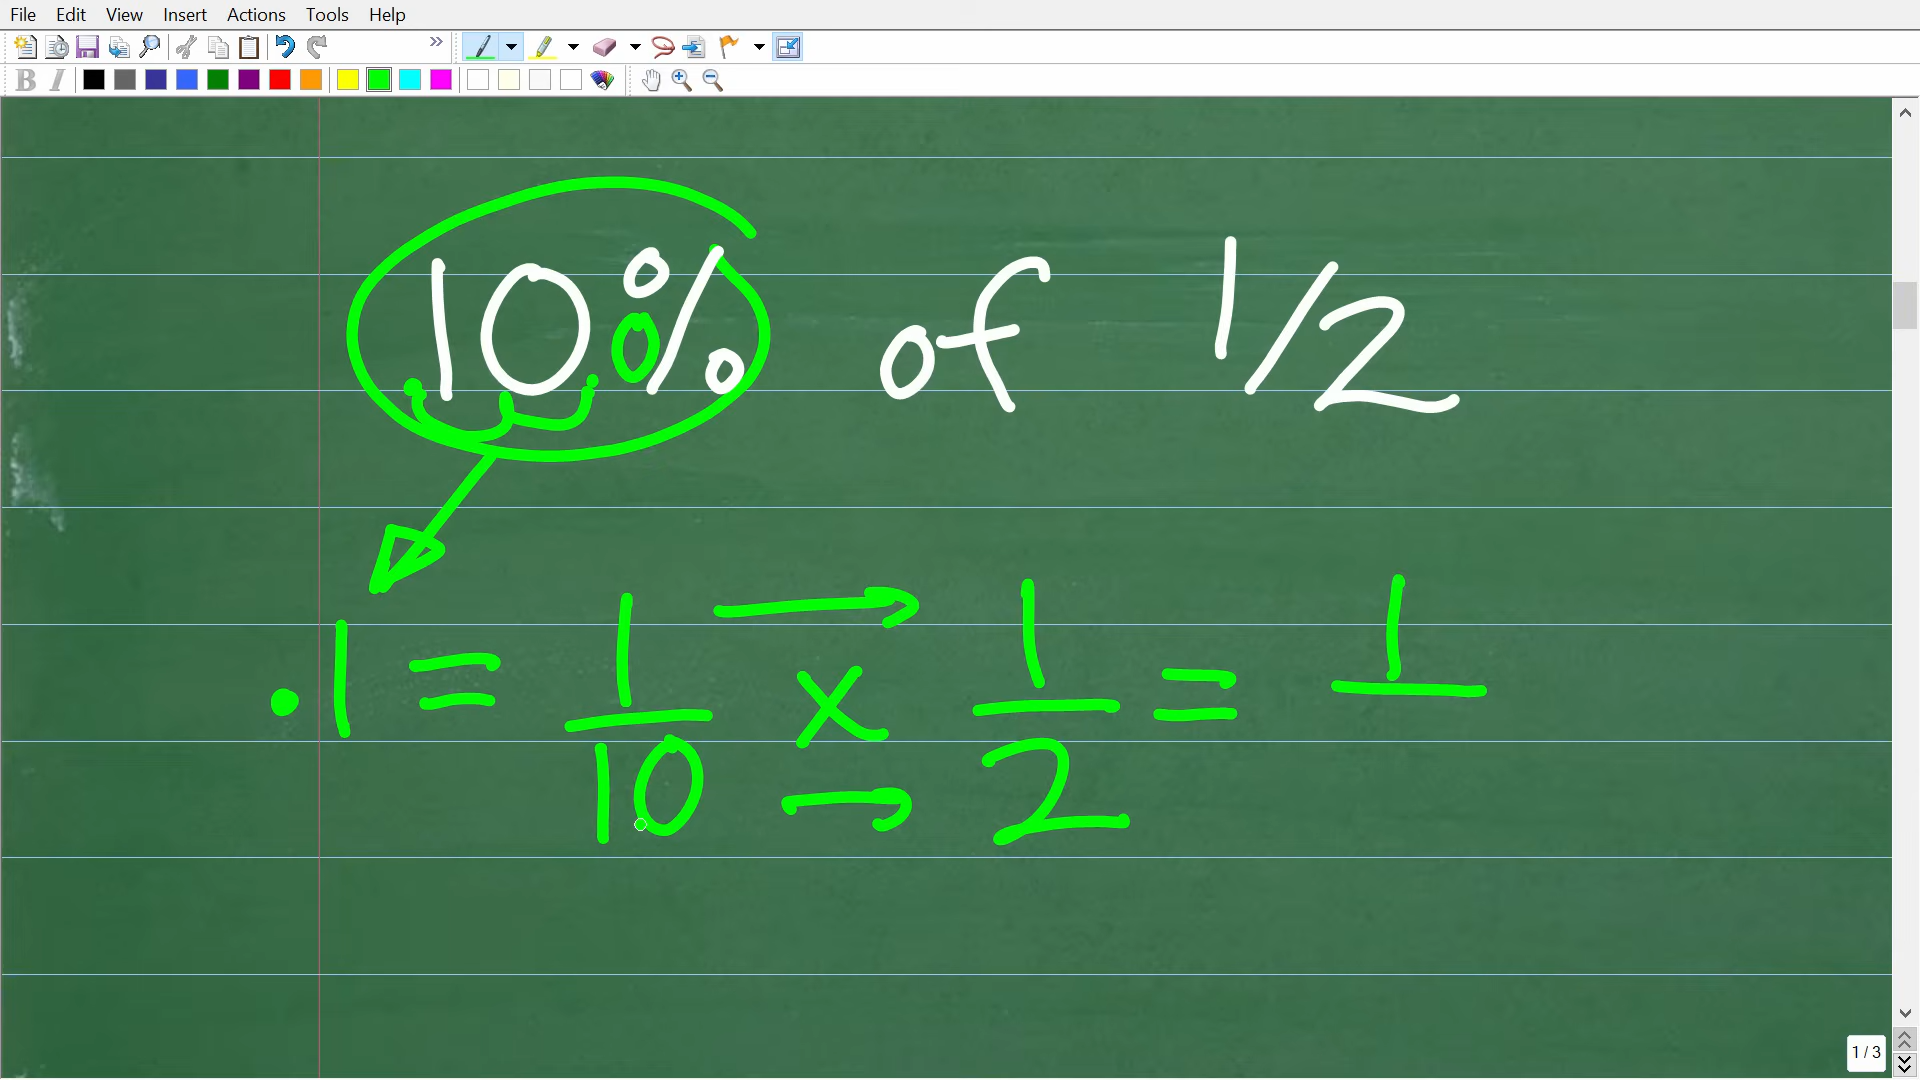 File Edit View Insert Actions Tools Help
B I
10% of 1/2
0
.1 = 1/10 × 1/2 = 1/
1 / 3